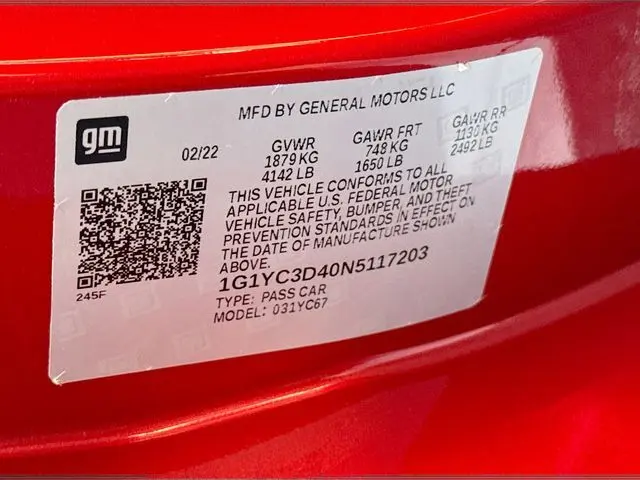 MFD BY GENERAL MOTORS LLC
gm
02/22
GVWR
1879 KG
4142 LB
GAWR FRT
748 KG
1650 LB
GAWR RR
1130 KG
2492 LB
THIS VEHICLE CONFORMS TO ALL
APPLICABLE U.S. FEDERAL MOTOR
VEHICLE SAFETY, BUMPER, AND THEFT
PREVENTION STANDARDS IN EFFECT ON
THE DATE OF MANUFACTURE SHOWN
ABOVE.
1G1YC3D40N5117203
TYPE: PASS CAR
MODEL: 031YC67
245F